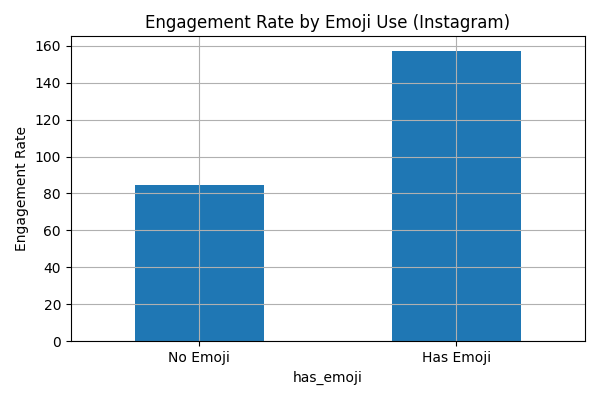 Engagement Rate by Emoji Use (Instagram)
160
140
120
100
80
60
40
20
0
Engagement Rate
No Emoji
Has Emoji
has_emoji